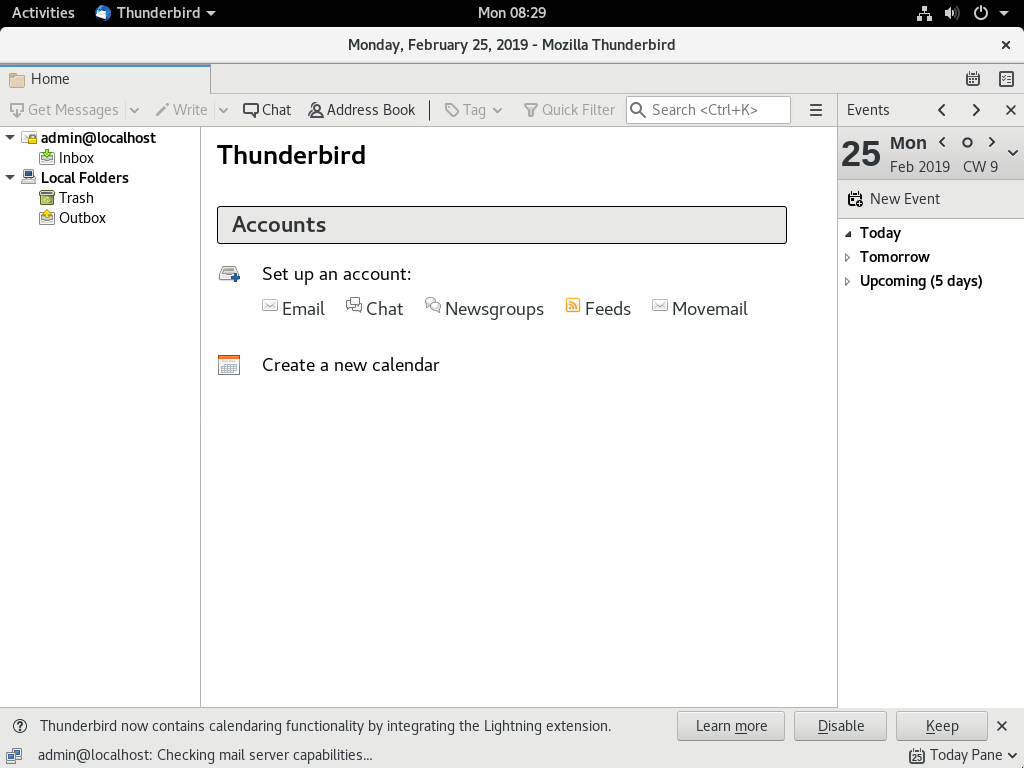 Activities Thunderbird Mon 08:29
Monday, February 25, 2019 - Mozilla Thunderbird
Home
Get Messages Write Chat Address Book Tag Quick Filter Search <Ctrl+K> Events
admin@localhost
Inbox
Local Folders
Trash
Outbox
Thunderbird
Accounts
Set up an account:
Email Chat Newsgroups Feeds Movemail
Create a new calendar
25 Mon
Feb 2019 CW 9
New Event
Today
Tomorrow
Upcoming (5 days)
Thunderbird now contains calendaring functionality by integrating the Lightning extension. Learn more Disable Keep
admin@localhost: Checking mail server capabilities... 25 Today Pane